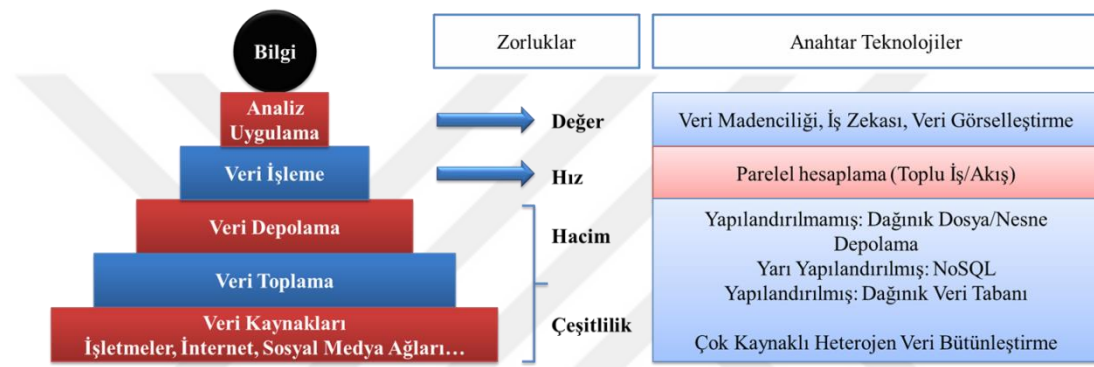 Bilgi
Zorluklar
Anahtar Teknolojiler
Analiz
Uygulama
Değer
Veri Madenciliği, İş Zekası, Veri Görselleştirme
Veri İşleme
Hız
Parelel hesaplama (Toplu İş/Akış)
Veri Depolama
Hacim
Yapılandırılmamış: Dağınık Dosya/Nesne
Depolama
Yarı Yapılandırılmış: NoSQL
Yapılandırılmış: Dağınık Veri Tabanı
Veri Toplama
Veri Kaynakları
İşletmeler, İnternet, Sosyal Medya Ağları…
Çeşitlilik
Çok Kaynaklı Heterojen Veri Bütünleştirme